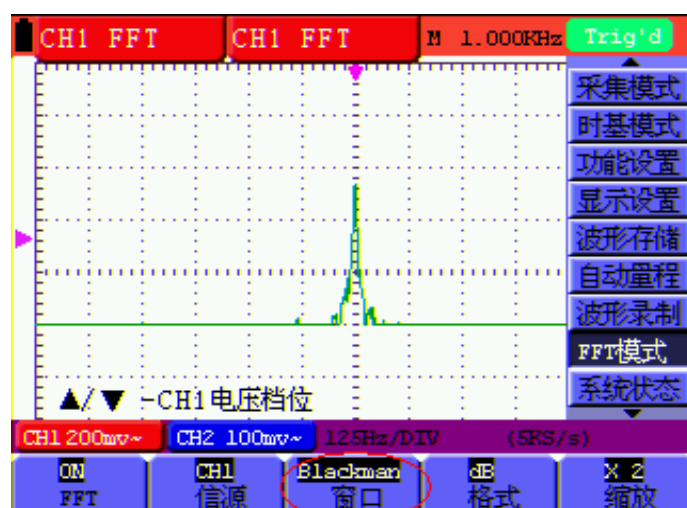 CH1 FFT CH1 FFT M 1.000KHz Trig'd
采集模式
时基模式
功能设置
显示设置
波形存储
自动量程
波形录制
FFT模式
系统状态
▲/▼ -CH1电压档位
CH1 200mv~ CH2 100mv~ 125Hz/DIV (5KS/s)
ON CH1 Blackman dB X 2
FFT 信源 窗口 格式 缩放